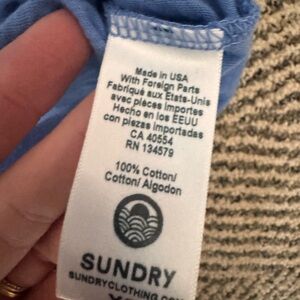 Made in USA
With Foreign Parts
Fabriqué aux États-Unis
avec pièces importes
Hecho en los EEUU
con piezas importadas
CA 40554
RN 134579
100% Cotton/
Cotton/ Algodon
SUNDRY
SUNDRYCLOTHING.COM